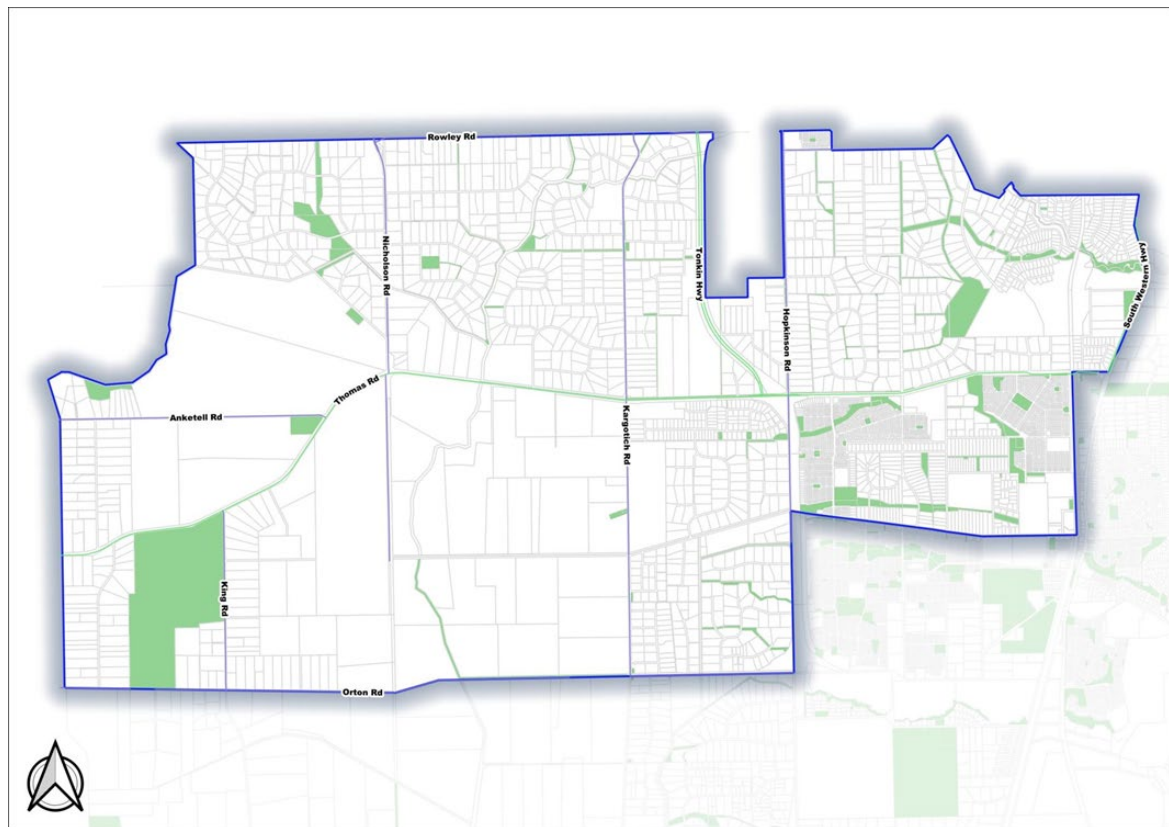 Rowley Rd
Nicholson Rd
Tonkin Hwy
South Western Hwy
Hopkinson Rd
Thomas Rd
Anketell Rd
Kargotich Rd
King Rd
Orton Rd